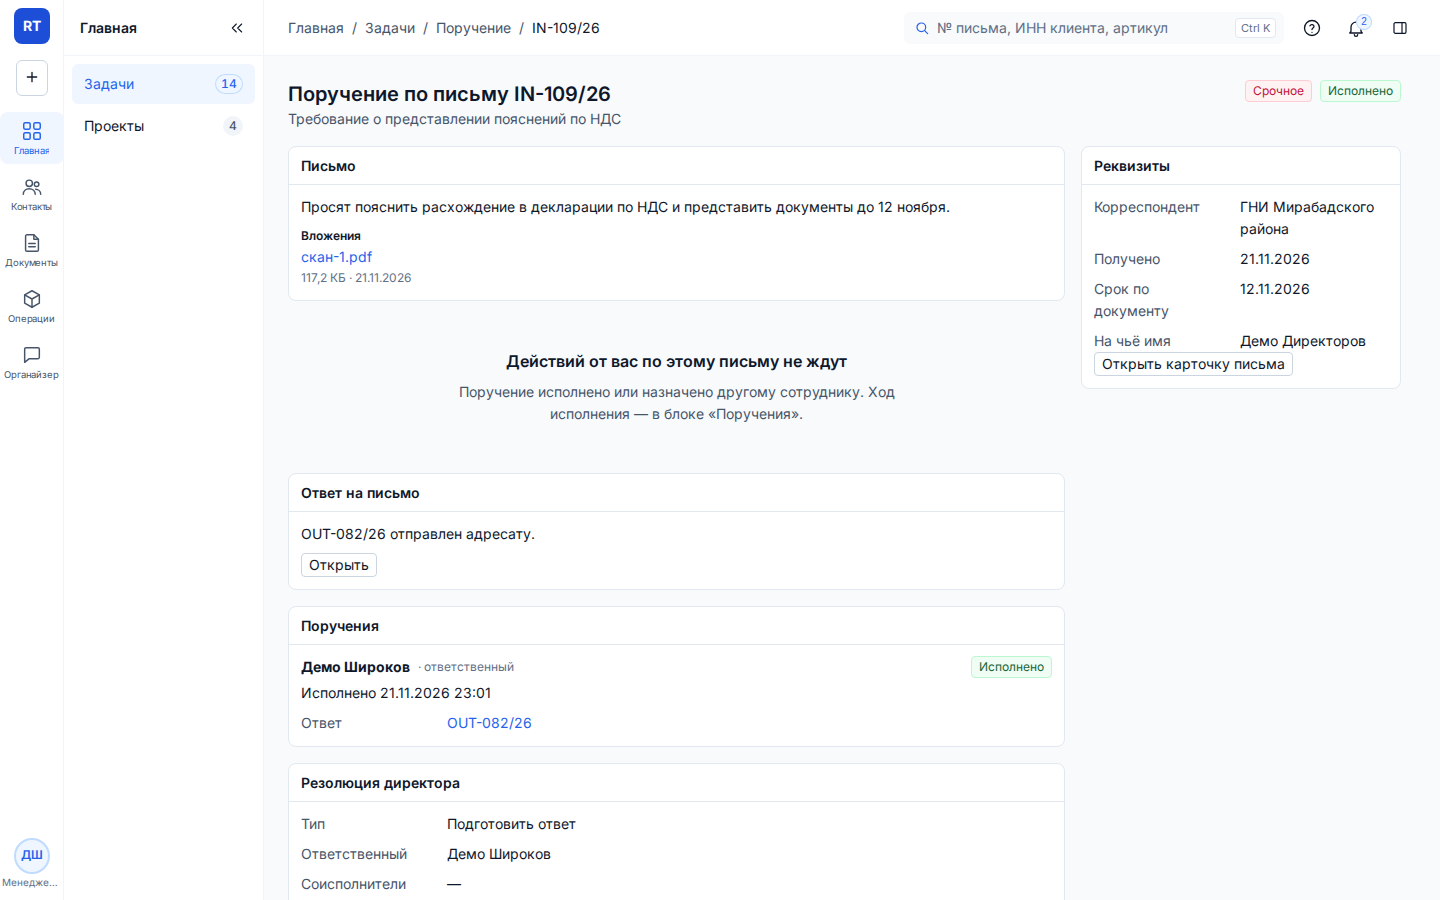 RT
Главная
Контакты
Документы
Операции
Органайзер
ДШ
Менедже...
Главная
Задачи 14
Проекты 4
Главная / Задачи / Поручение / IN-109/26
№ письма, ИНН клиента, артикул Ctrl K
2
Поручение по письму IN-109/26
Срочное Исполнено
Требование о представлении пояснений по НДС
Письмо
Просят пояснить расхождение в декларации по НДС и представить документы до 12 ноября.
Вложения
скан-1.pdf
117,2 КБ · 21.11.2026
Действий от вас по этому письму не ждут
Поручение исполнено или назначено другому сотруднику. Ход
исполнения — в блоке «Поручения».
Ответ на письмо
OUT-082/26 отправлен адресату.
Открыть
Поручения
Демо Широков · ответственный Исполнено
Исполнено 21.11.2026 23:01
Ответ OUT-082/26
Резолюция директора
Тип Подготовить ответ
Ответственный Демо Широков
Соисполнители —
Реквизиты
Корреспондент ГНИ Мирабадского
района
Получено 21.11.2026
Срок по 12.11.2026
документу
На чьё имя Демо Директоров
Открыть карточку письма